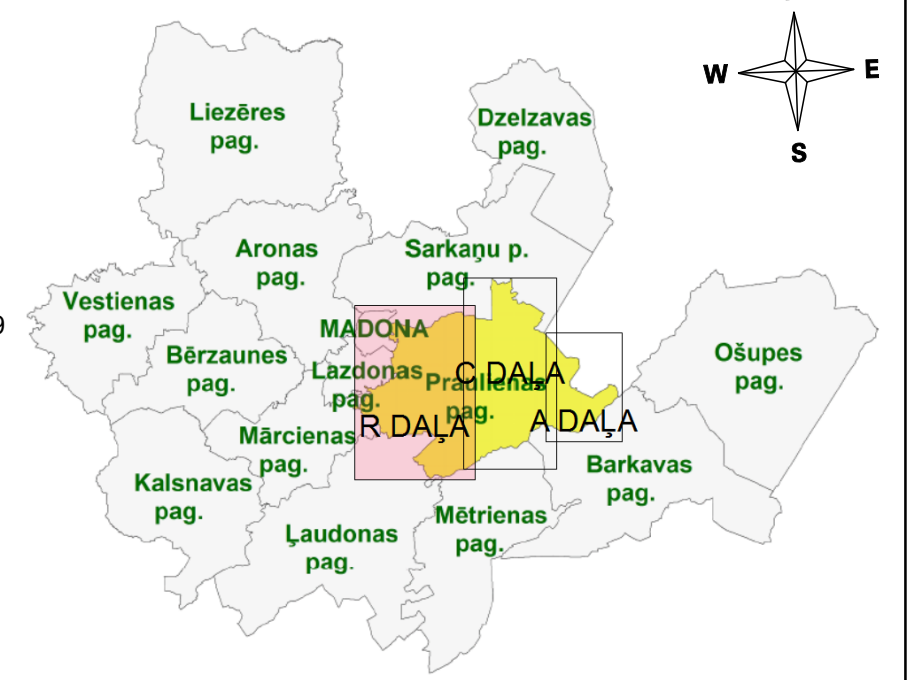 W E
S
Liezēres
pag.
Dzelzavas
pag.
Aronas
pag.
Sarkaņu p.
pag.
Vestienas
pag.
9
MADONA
Bērzaunes
pag.
Lazdonas
pag.
Praulienas
pag.
C DAĻA
Ošupes
pag.
R DAĻA
A DAĻA
Mārcienas
pag.
Kalsnavas
pag.
Barkavas
pag.
Ļaudonas
pag.
Mētrienas
pag.